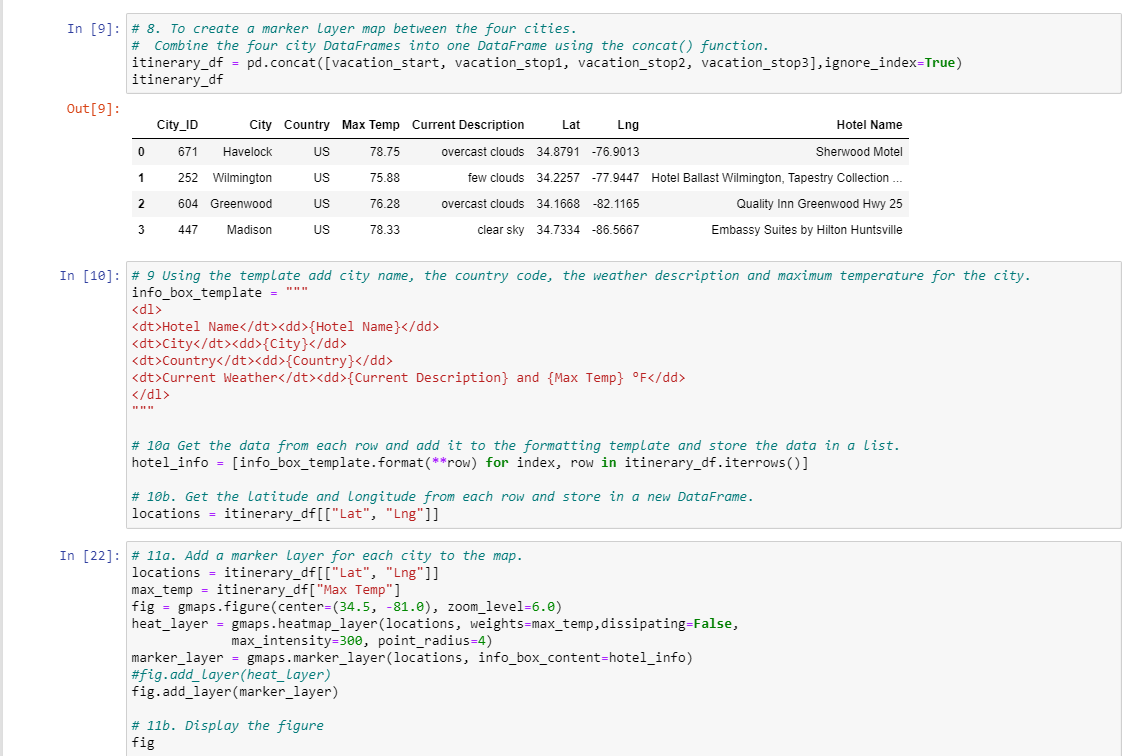 In [9]: # 8. To create a marker layer map between the four cities.
#  Combine the four city DataFrames into one DataFrame using the concat() function.
itinerary_df = pd.concat([vacation_start, vacation_stop1, vacation_stop2, vacation_stop3],ignore_index=True)
itinerary_df
Out[9]:
City_ID City Country Max Temp Current Description Lat Lng Hotel Name
0 671 Havelock US 78.75 overcast clouds 34.8791 -76.9013 Sherwood Motel
1 252 Wilmington US 75.88 few clouds 34.2257 -77.9447 Hotel Ballast Wilmington, Tapestry Collection ...
2 604 Greenwood US 76.28 overcast clouds 34.1668 -82.1165 Quality Inn Greenwood Hwy 25
3 447 Madison US 78.33 clear sky 34.7334 -86.5667 Embassy Suites by Hilton Huntsville
In [10]: # 9 Using the template add city name, the country code, the weather description and maximum temperature for the city.
info_box_template = """
<dl>
<dt>Hotel Name</dt><dd>{Hotel Name}</dd>
<dt>City</dt><dd>{City}</dd>
<dt>Country</dt><dd>{Country}</dd>
<dt>Current Weather</dt><dd>{Current Description} and {Max Temp} °F</dd>
</dl>
"""
# 10a Get the data from each row and add it to the formatting template and store the data in a list.
hotel_info = [info_box_template.format(**row) for index, row in itinerary_df.iterrows()]
# 10b. Get the latitude and longitude from each row and store in a new DataFrame.
locations = itinerary_df[["Lat", "Lng"]]
In [22]: # 11a. Add a marker layer for each city to the map.
locations = itinerary_df[["Lat", "Lng"]]
max_temp = itinerary_df["Max Temp"]
fig = gmaps.figure(center=(34.5, -81.0), zoom_level=6.0)
heat_layer = gmaps.heatmap_layer(locations, weights=max_temp,dissipating=False,
max_intensity=300, point_radius=4)
marker_layer = gmaps.marker_layer(locations, info_box_content=hotel_info)
#fig.add_layer(heat_layer)
fig.add_layer(marker_layer)
# 11b. Display the figure
fig